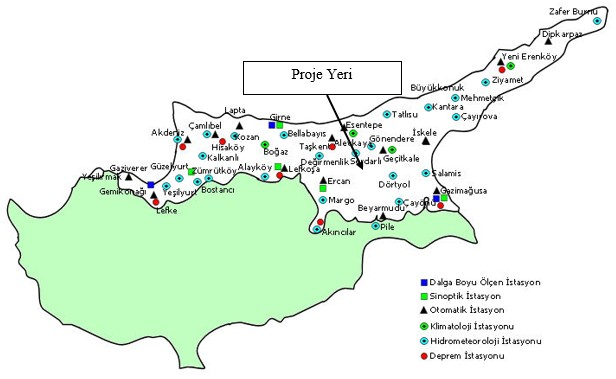 Zafer Burnu
Dipkarpaz
Yeni Erenköy
Ziyamet
Proje Yeri
Büyükkonuk
Mehmetçik
Kantara
Çayırova
Tatlısu
Lapta
Girne
Esentepe
Akdeniz
Çamlıbel
Kozan
Bellabayıs
Hisaköy
Taşkent
Alevkaya
Gönendere
İskele
Boğaz
Kalkanlı
Değirmenlik
Serdarlı
Geçitkale
Güzelyurt
Zümrütköy
Alayköy
Lefkoşa
Gaziveren
Yeşilırmak
Ercan
Dörtyol
Salamis
Gemikonağı
Yeşilyurt
Bostancı
Margo
Gazimağusa
Lefke
Beyarmudu
Çayönü
Akıncılar
Pile
Dalga Boyu Ölçen İstasyon
Sinoptik İstasyon
Otomatik İstasyon
Klimatoloji İstasyonu
Hidrometeoroloji İstasyonu
Deprem İstasyonu